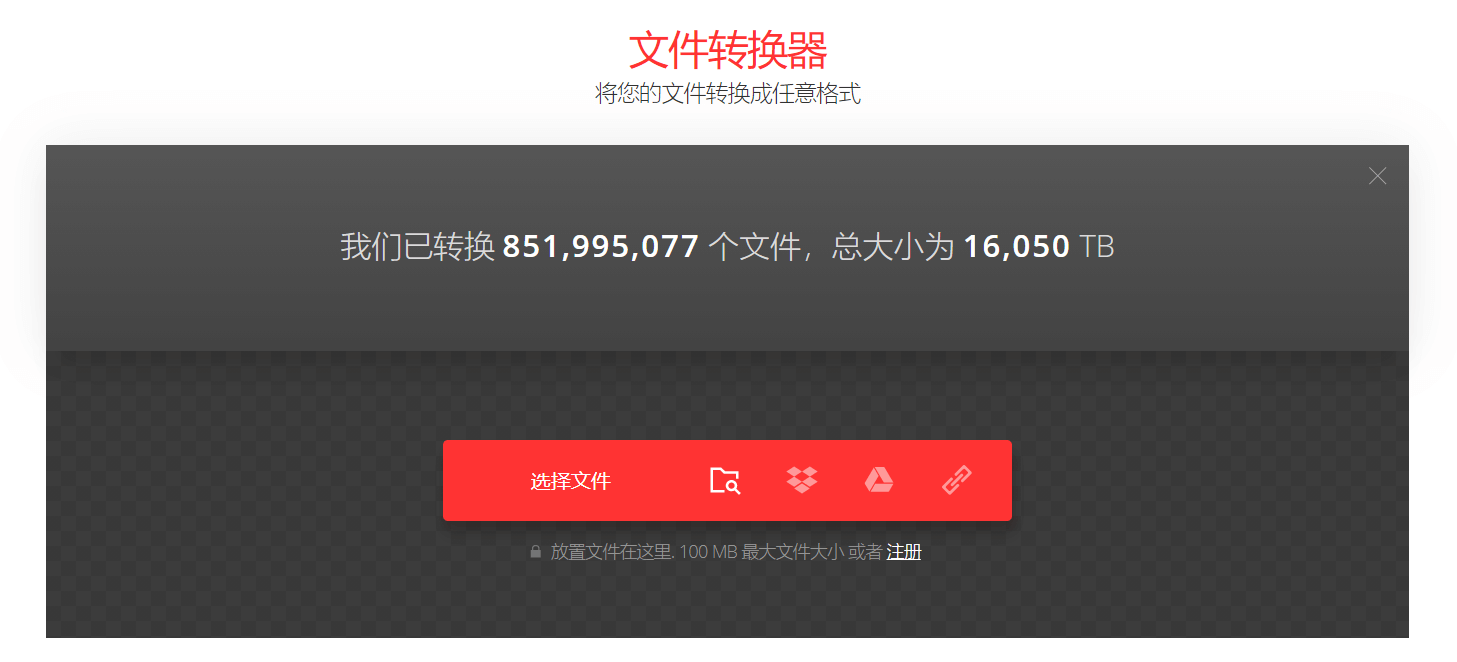 文件转换器
将您的文件转换成任意格式
我们已转换 851,995,077 个文件，总大小为 16,050 TB
选择文件
放置文件在这里. 100 MB 最大文件大小 或者 注册